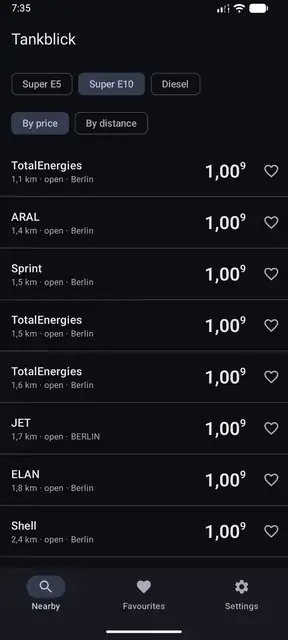 7:35
Tankblick
Super E5 Super E10 Diesel
By price By distance
TotalEnergies
1,1 km · open · Berlin
1,00⁹
ARAL
1,4 km · open · Berlin
1,00⁹
Sprint
1,5 km · open · Berlin
1,00⁹
TotalEnergies
1,5 km · open · Berlin
1,00⁹
TotalEnergies
1,6 km · open · Berlin
1,00⁹
JET
1,7 km · open · BERLIN
1,00⁹
ELAN
1,8 km · open · Berlin
1,00⁹
Shell
2,4 km · open · Berlin
1,00⁹
Nearby Favourites Settings